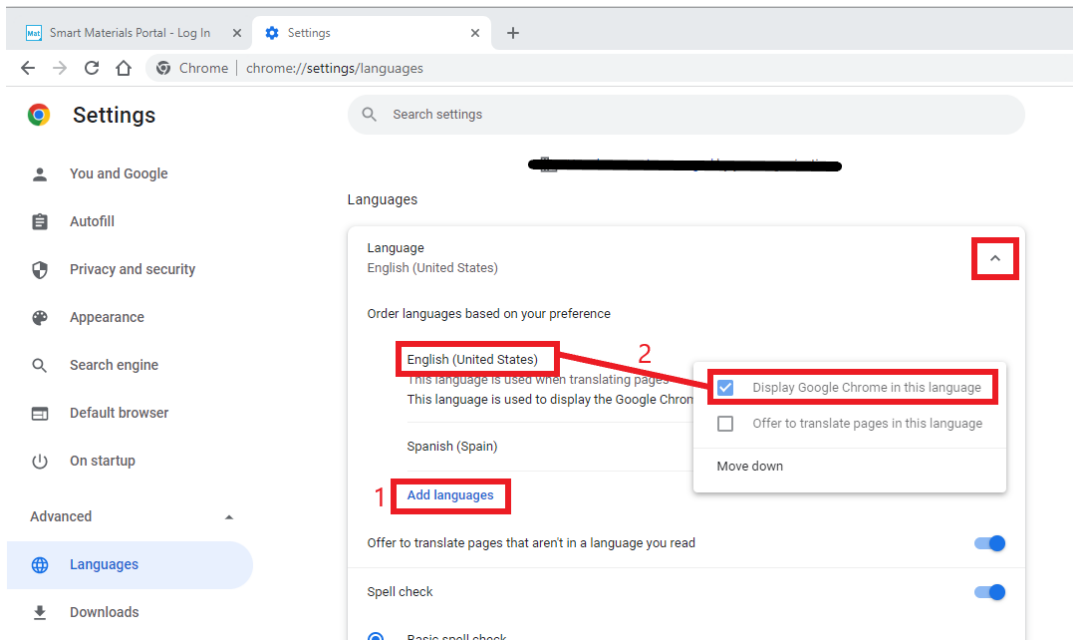 Mat Smart Materials Portal - Log In
Settings
Chrome | chrome://settings/languages
Settings
Search settings
You and Google
Autofill
Privacy and security
Appearance
Search engine
Default browser
On startup
Advanced
Languages
Downloads
Languages
Language
English (United States)
Order languages based on your preference
English (United States)
This language is used when translating pages
This language is used to display the Google Chrom
2
Display Google Chrome in this language
Offer to translate pages in this language
Move down
Spanish (Spain)
1
Add languages
Offer to translate pages that aren't in a language you read
Spell check
Basic spell check